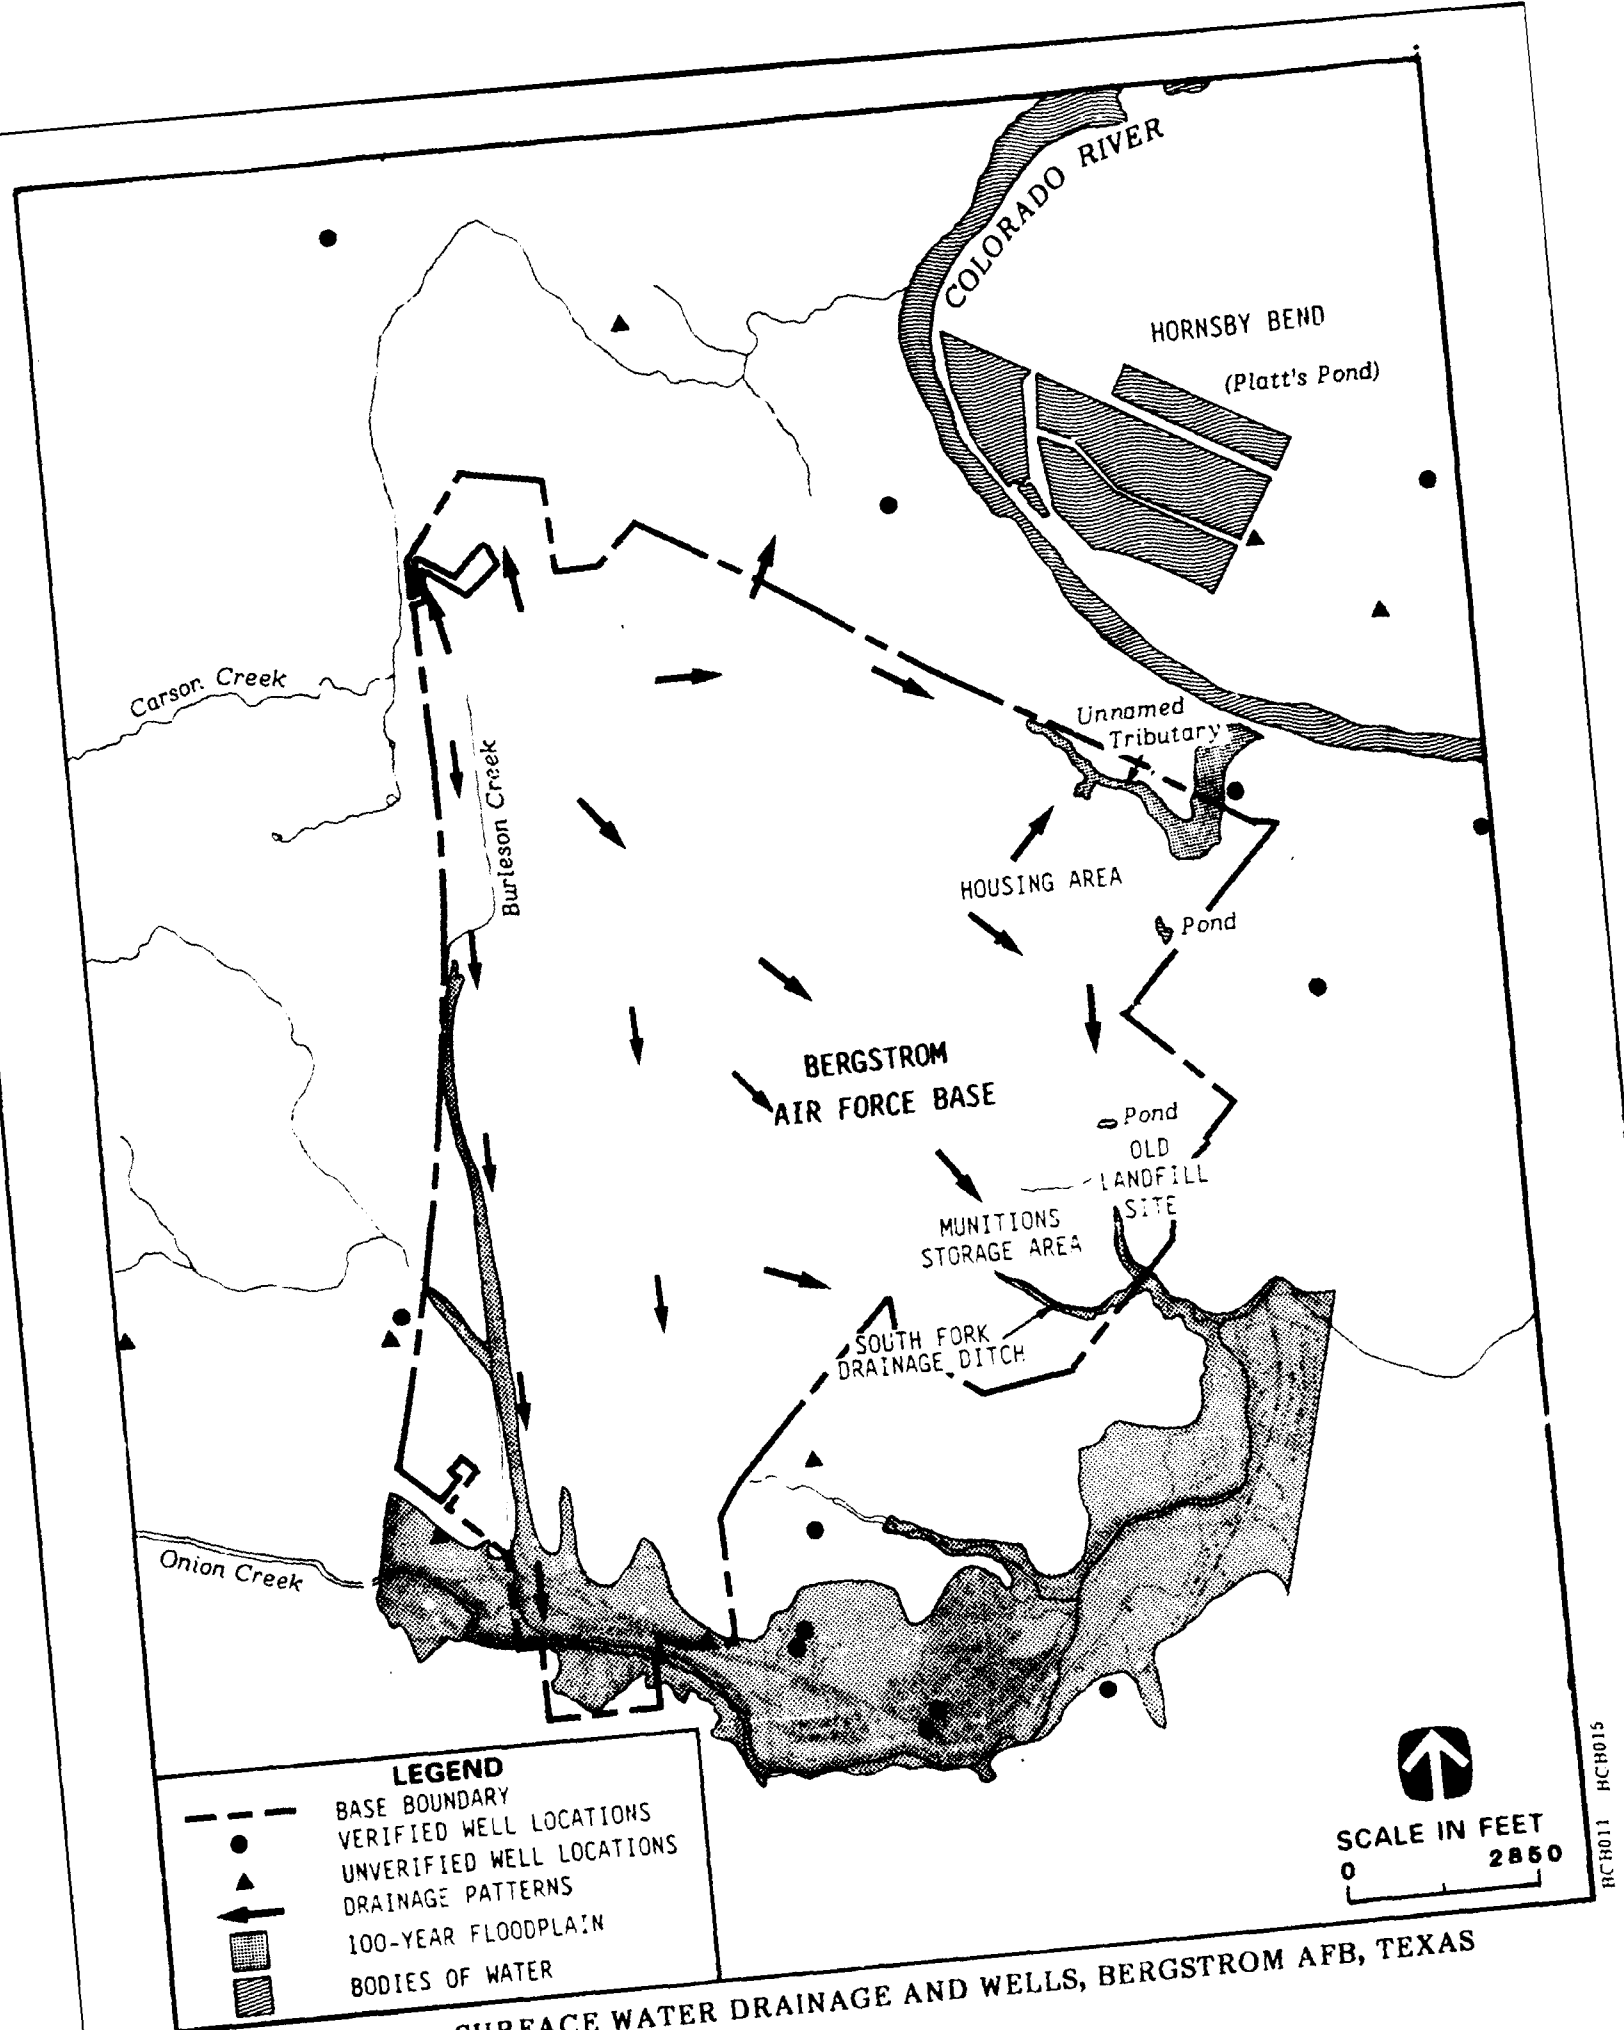 COLORADO RIVER
HORNSBY BEND
(Platt's Pond)
Carson Creek
Unnamed
Tributary
Burleson Creek
HOUSING AREA
Pond
BERGSTROM
AIR FORCE BASE
Pond
OLD
LANDFILL
SITE
MUNITIONS
STORAGE AREA
SOUTH FORK
DRAINAGE DITCH
Onion Creek
LEGEND
BASE BOUNDARY
VERIFIED WELL LOCATIONS
UNVERIFIED WELL LOCATIONS
DRAINAGE PATTERNS
100-YEAR FLOODPLAIN
BODIES OF WATER
SCALE IN FEET
0 2850
BCB011 BCB015
SURFACE WATER DRAINAGE AND WELLS, BERGSTROM AFB, TEXAS